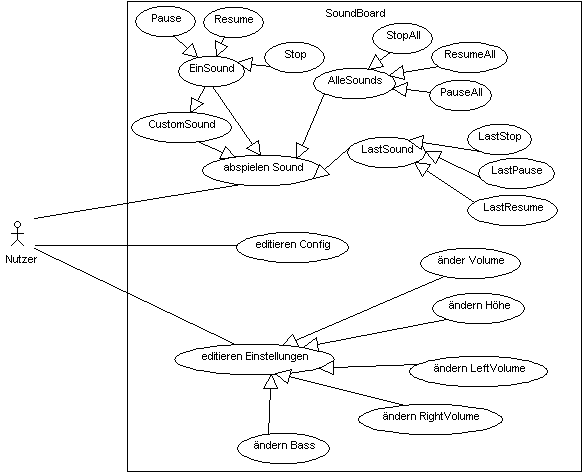 SoundBoard
Pause
Resume
StopAll
Stop
ResumeAll
EinSound
AlleSounds
PauseAll
CustomSound
LastStop
LastSound
abspielen Sound
LastPause
LastResume
editieren Config
Nutzer
änder Volume
ändern Höhe
editieren Einstellungen
ändern LeftVolume
ändern RightVolume
ändern Bass